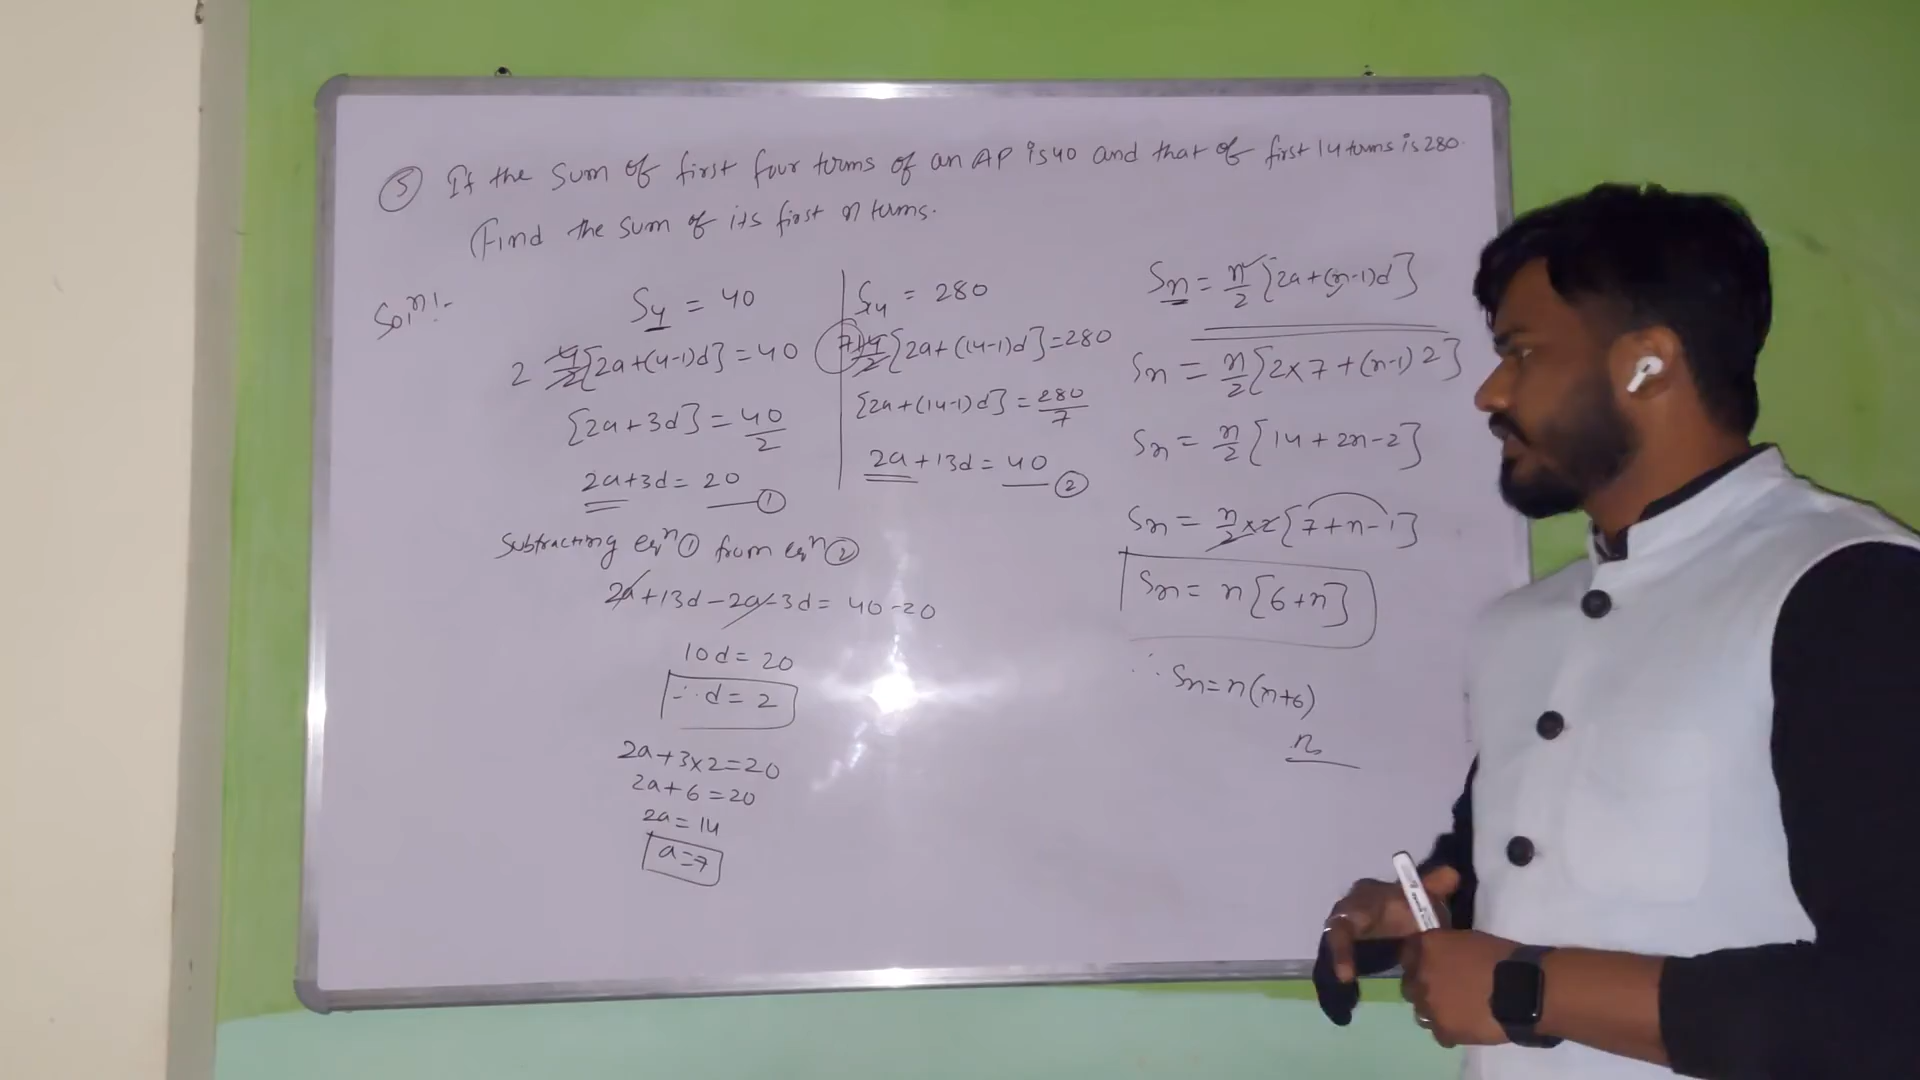 ⑤ If the sum of first four terms of an AP is 40 and that of first 14 terms is 280.
Find the sum of its first n terms.
Solⁿ:-
S₄ = 40
2 4/2[2a+(4-1)d] = 40
[2a+3d] = 40/2
2a+3d = 20 ①
S₁₄ = 280
7 14/2[2a+(14-1)d] = 280
[2a+(14-1)d] = 280/7
2a+13d = 40 ②
Subtracting eqⁿ① from eqⁿ②
2a+13d-2a-3d = 40-20
10d = 20
∴ d = 2
2a+3×2=20
2a+6=20
2a=14
a=7
Sn = n/2[2a+(n-1)d]
Sn = n/2[2×7+(n-1)2]
Sn = n/2[14+2n-2]
Sn = n/2×2[7+n-1]
Sn = n[6+n]
∴ Sn=n(n+6)